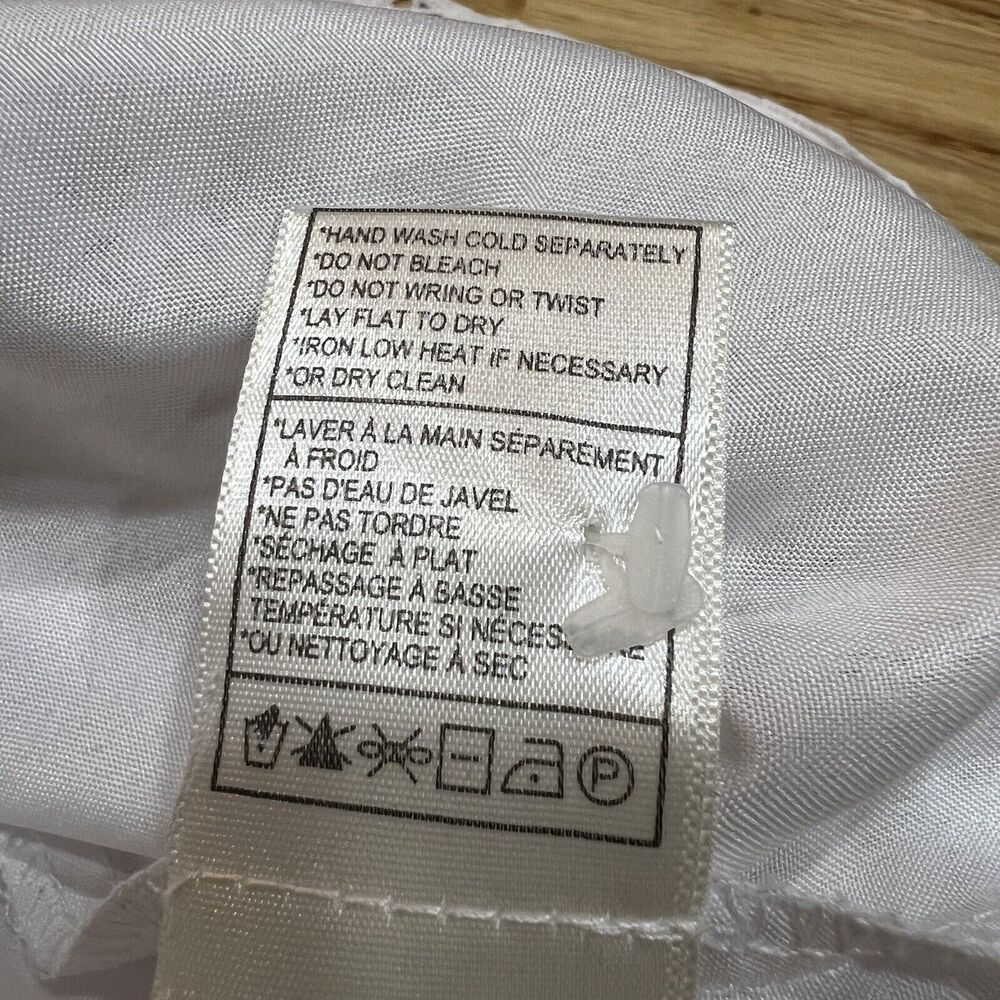 *HAND WASH COLD SEPARATELY
*DO NOT BLEACH
*DO NOT WRING OR TWIST
*LAY FLAT TO DRY
*IRON LOW HEAT IF NECESSARY
*OR DRY CLEAN
*LAVER À LA MAIN SÉPARÉMENT
À FROID
*PAS D'EAU DE JAVEL
*NE PAS TORDRE
*SÉCHAGE À PLAT
*REPASSAGE À BASSE
TEMPÉRATURE SI
*OU NETTOYAGE À SEC
P